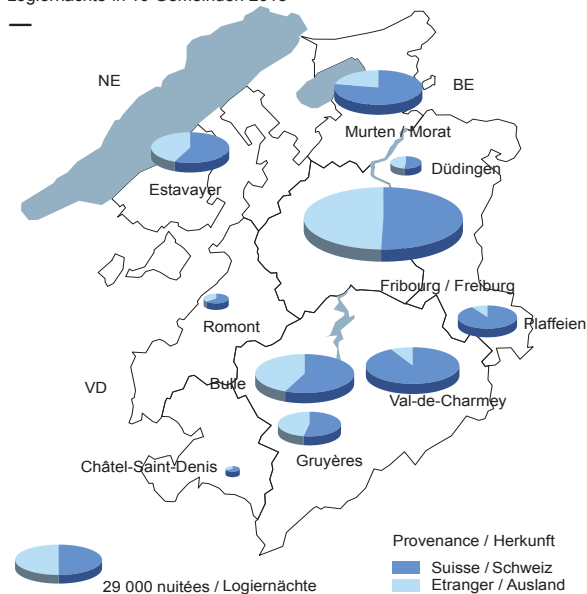 NE
BE
Murten / Morat
Düdingen
Estavayer
Fribourg / Freiburg
Plaffeien
Romont
VD
Bulle
Val-de-Charmey
Gruyères
Châtel-Saint-Denis
Provenance / Herkunft
Suisse / Schweiz
29 000 nuitées / Logiernächte
Etranger / Ausland